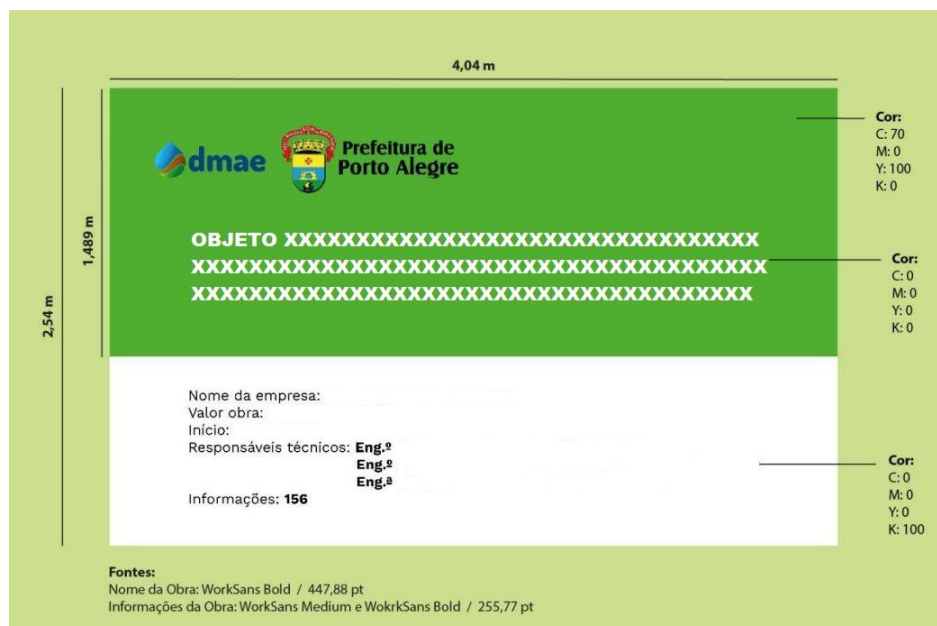 4,04 m
Cor:
C: 70
M: 0
Y: 100
K: 0
dmae
Prefeitura de
Porto Alegre
1,489 m
2,54 m
OBJETO XXXXXXXXXXXXXXXXXXXXXXXXXXXXXXXXX
XXXXXXXXXXXXXXXXXXXXXXXXXXXXXXXXXXXXXXXX
XXXXXXXXXXXXXXXXXXXXXXXXXXXXXXXXXXXXXXX
Cor:
C: 0
M: 0
Y: 0
K: 0
Nome da empresa:
Valor obra:
Início:
Responsáveis técnicos: Eng.º
Eng.º
Eng.ª
Informações: 156
Cor:
C: 0
M: 0
Y: 0
K: 100
Fontes:
Nome da Obra: WorkSans Bold / 447,88 pt
Informações da Obra: WorkSans Medium e WokrkSans Bold / 255,77 pt